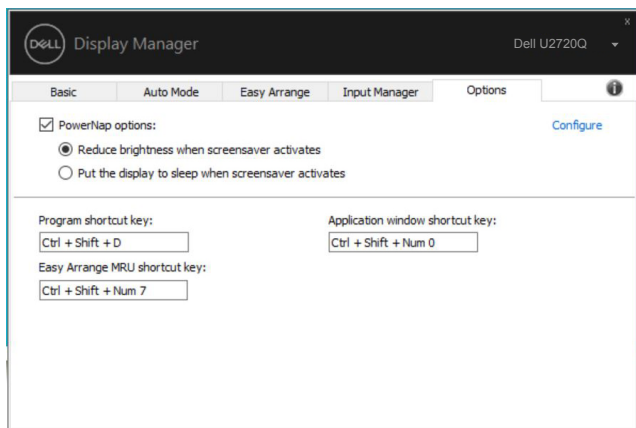 x
DELL Display Manager Dell U2720Q
Basic Auto Mode Easy Arrange Input Manager Options i
PowerNap options: Configure
Reduce brightness when screensaver activates
Put the display to sleep when screensaver activates
Program shortcut key: Application window shortcut key:
Ctrl + Shift + D Ctrl + Shift + Num 0
Easy Arrange MRU shortcut key:
Ctrl + Shift + Num 7